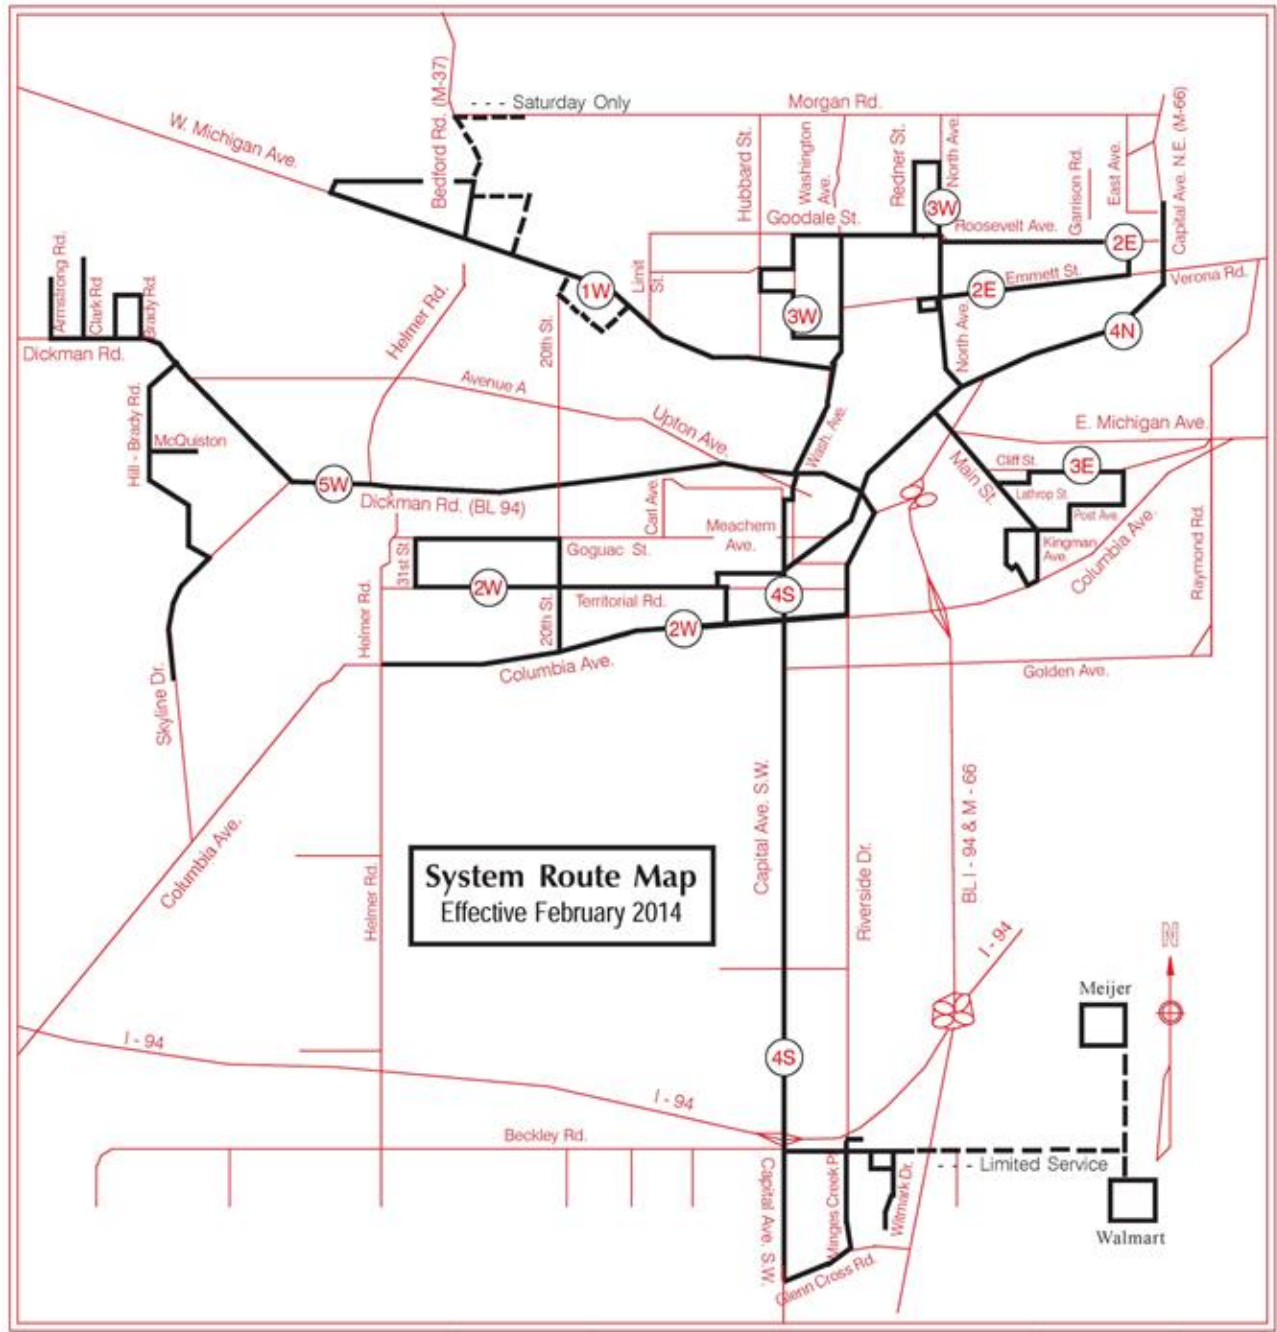 - - - Saturday Only
Morgan Rd.
W. Michigan Ave.
Bedford Rd. (M-37)
Hubbard St.
Washington
Ave.
Redner St.
North Ave.
Garrison Rd.
East Ave.
Capital Ave. N.E. (M-66)
3W
Goodale St.
Roosevelt Ave.
2E
Armstrong Rd.
Clark Rd
Brady Rd.
Helmer Rd.
1W
Limit
St.
3W
2E
Emmett St.
Verona Rd.
4N
Dickman Rd.
20th St.
North Ave.
Avenue A
Hill - Brady Rd.
Upton Ave.
Wash. Ave.
E. Michigan Ave.
McQuiston
Main St.
Cliff St.
3E
5W
Dickman Rd. (BL 94)
Carl Ave.
Lathrop St.
Post Ave.
Meachem
Ave.
Goguac St.
31st St
Kingman
Ave.
Columbia Ave.
Raymond Rd.
2W
4S
Territorial Rd.
Helmer Rd.
20th St.
2W
Columbia Ave.
Golden Ave.
Skyline Dr.
Capital Ave. S.W.
BL I - 94 & M - 66
Columbia Ave.
Helmer Rd.
System Route Map
Effective February 2014
Riverside Dr.
I - 94
N
Meijer
I - 94
4S
I - 94
Beckley Rd.
- - - Limited Service
Capital Ave. S.W.
Minges Creek Pl
Witmark Dr.
Walmart
Glenn Cross Rd.